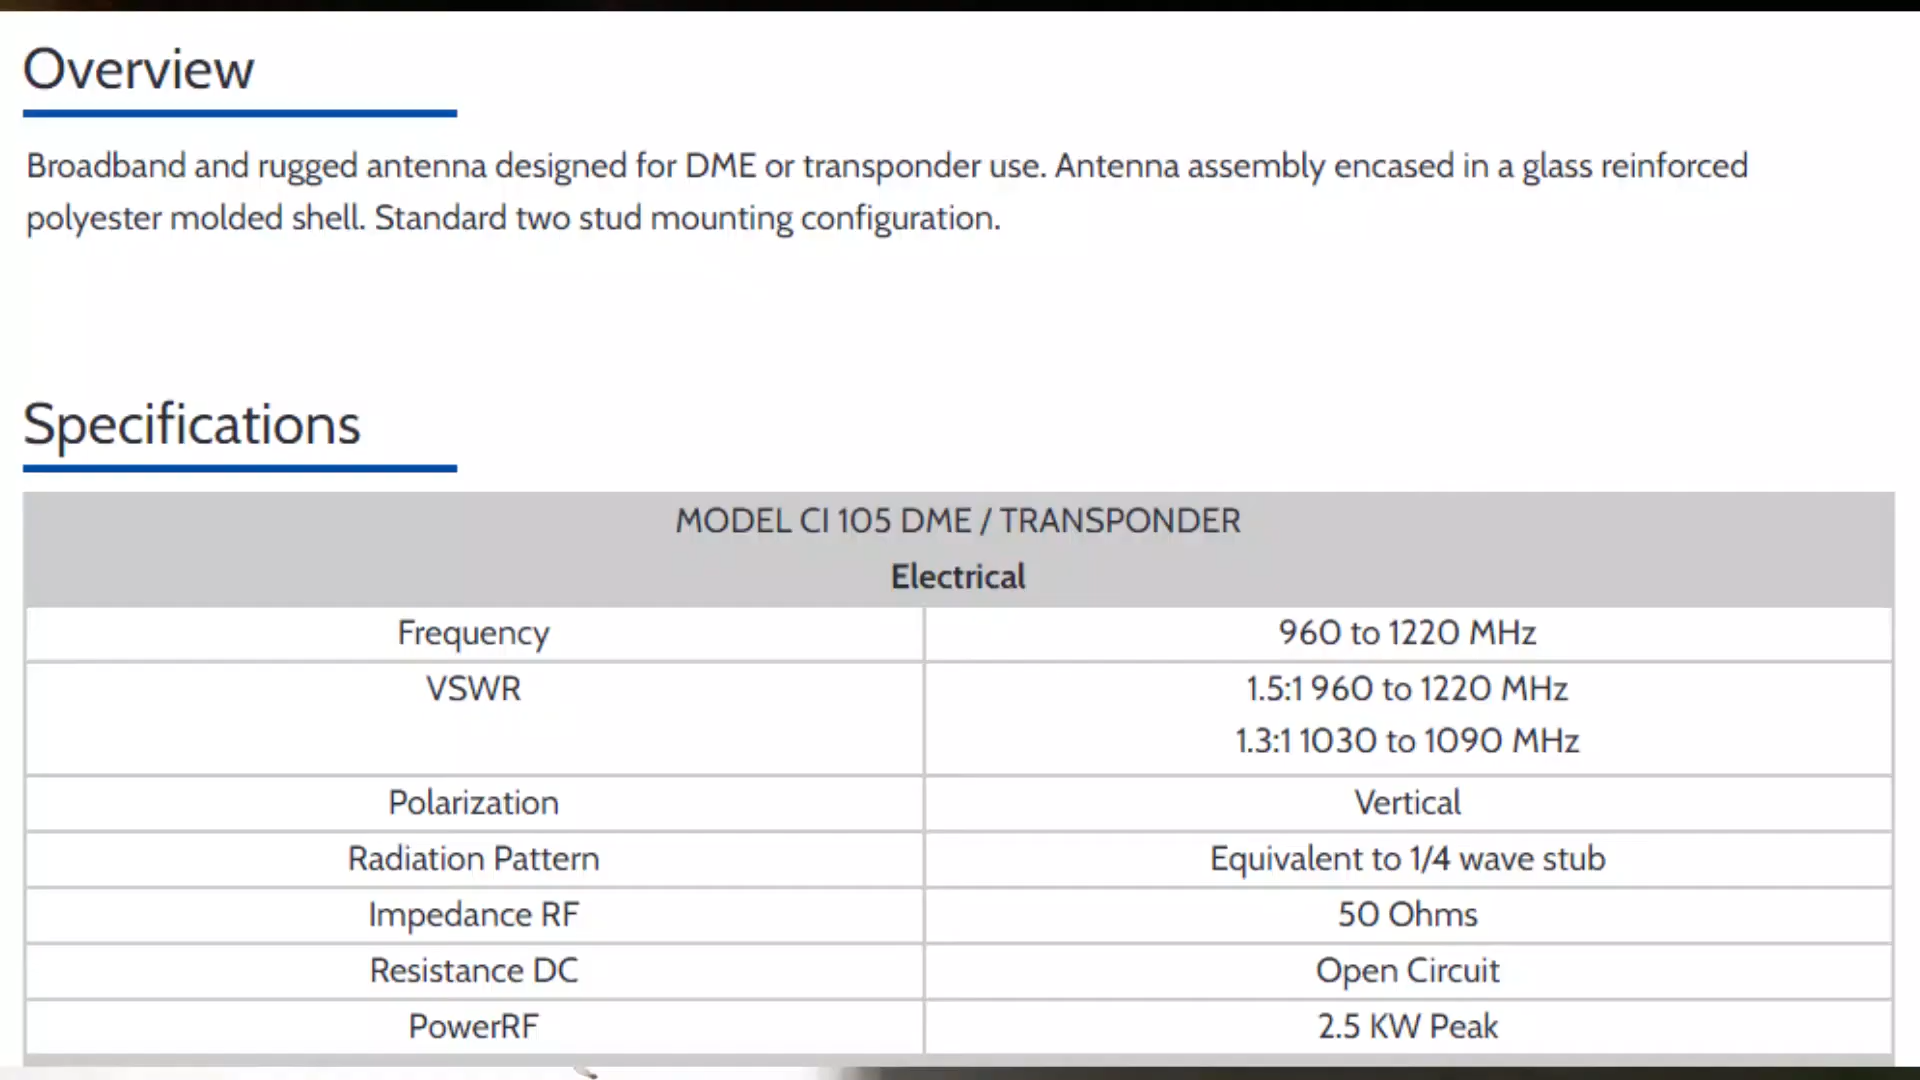 Overview
Broadband and rugged antenna designed for DME or transponder use. Antenna assembly encased in a glass reinforced
polyester molded shell. Standard two stud mounting configuration.
Specifications
MODEL CI 105 DME / TRANSPONDER
Electrical
Frequency 960 to 1220 MHz
VSWR 1.5:1 960 to 1220 MHz
1.3:1 1030 to 1090 MHz
Polarization Vertical
Radiation Pattern Equivalent to 1/4 wave stub
Impedance RF 50 Ohms
Resistance DC Open Circuit
PowerRF 2.5 KW Peak